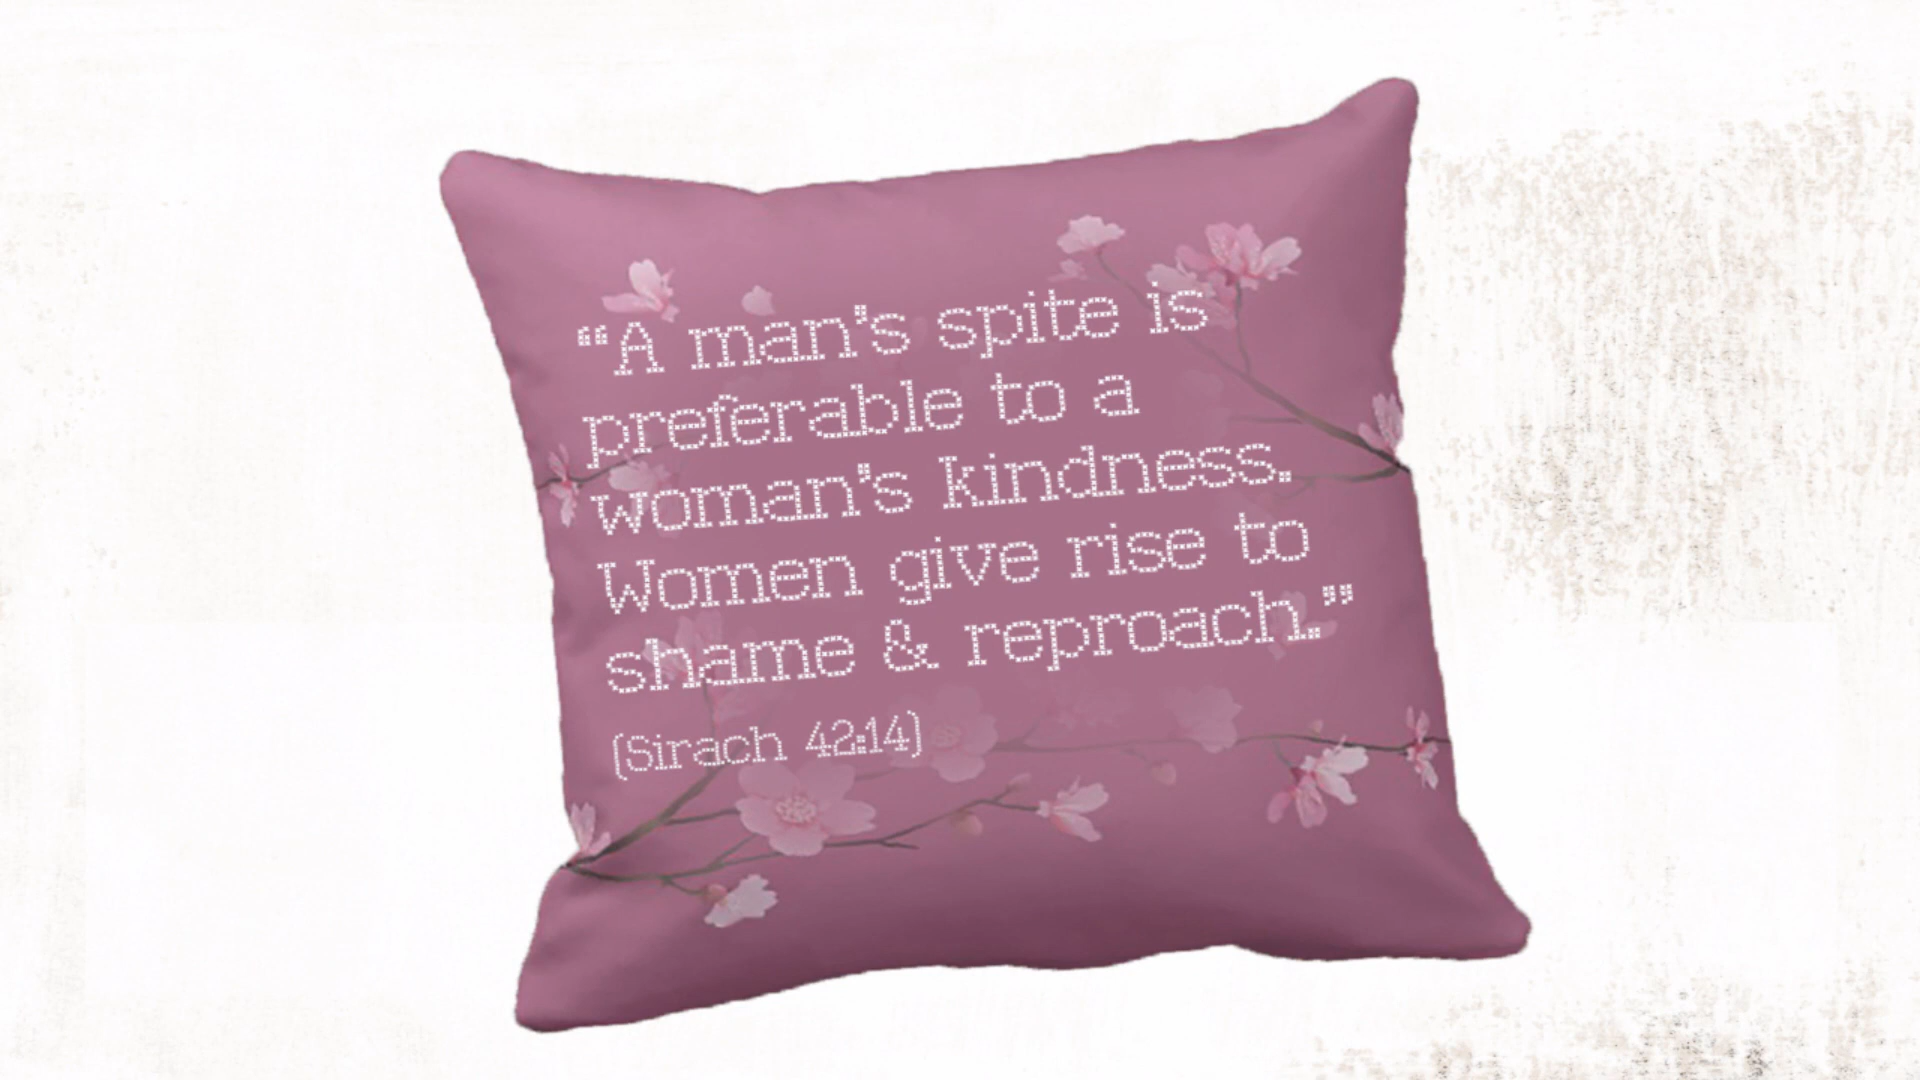 “A man's spite is
preferable to a
woman's kindness.
Women give rise to
shame & reproach.”
(Sirach 42:14)